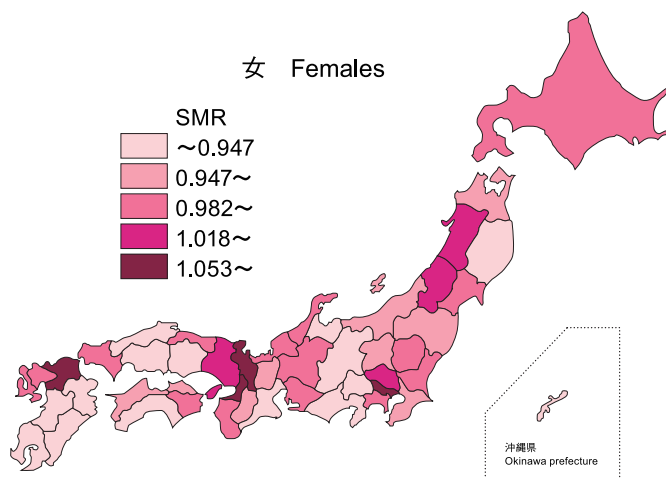 女 Females
SMR
～0.947
0.947～
0.982～
1.018～
1.053～
沖縄県
Okinawa prefecture